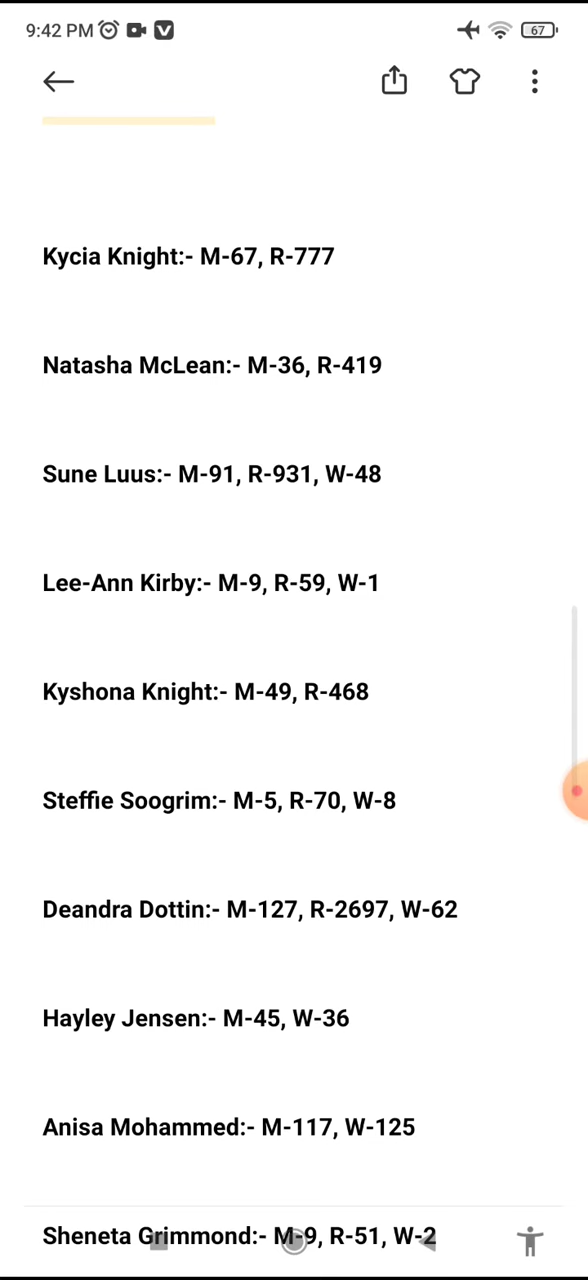 9:42 PM
67
Kycia Knight:- M-67, R-777
Natasha McLean:- M-36, R-419
Sune Luus:- M-91, R-931, W-48
Lee-Ann Kirby:- M-9, R-59, W-1
Kyshona Knight:- M-49, R-468
Steffie Soogrim:- M-5, R-70, W-8
Deandra Dottin:- M-127, R-2697, W-62
Hayley Jensen:- M-45, W-36
Anisa Mohammed:- M-117, W-125
Sheneta Grimmond:- M-9, R-51, W-2